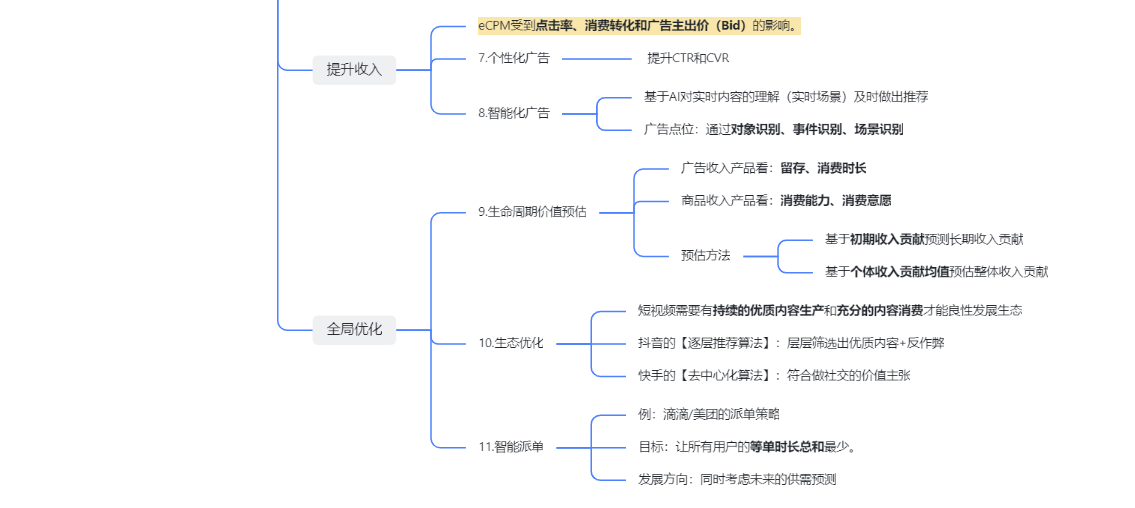 eCPM受到点击率、消费转化和广告主出价（Bid）的影响。
提升收入
7.个性化广告
提升CTR和CVR
8.智能化广告
基于AI对实时内容的理解（实时场景）及时做出推荐
广告点位：通过对象识别、事件识别、场景识别
全局优化
9.生命周期价值预估
广告收入产品看：留存、消费时长
商品收入产品看：消费能力、消费意愿
预估方法
基于初期收入贡献预测长期收入贡献
基于个体收入贡献均值预估整体收入贡献
10.生态优化
短视频需要有持续的优质内容生产和充分的内容消费才能良性发展生态
抖音的【逐层推荐算法】：层层筛选出优质内容+反作弊
快手的【去中心化算法】：符合做社交的价值主张
11.智能派单
例：滴滴/美团的派单策略
目标：让所有用户的等单时长总和最少。
发展方向：同时考虑未来的供需预测